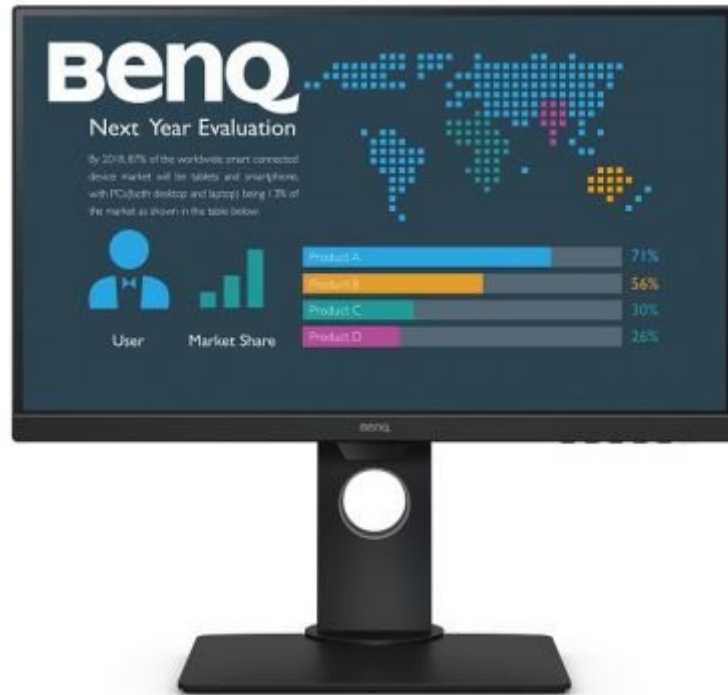 BenQ
Next Year Evaluation
By 2018, 87% of the worldwide smart connected
device market will be tablets and smartphone,
with PCs(both desktop and laptop) being 13% of
the market as shown in the table below.
User
Market Share
Product A 71%
Product B 56%
Product C 30%
Product D 26%
BenQ